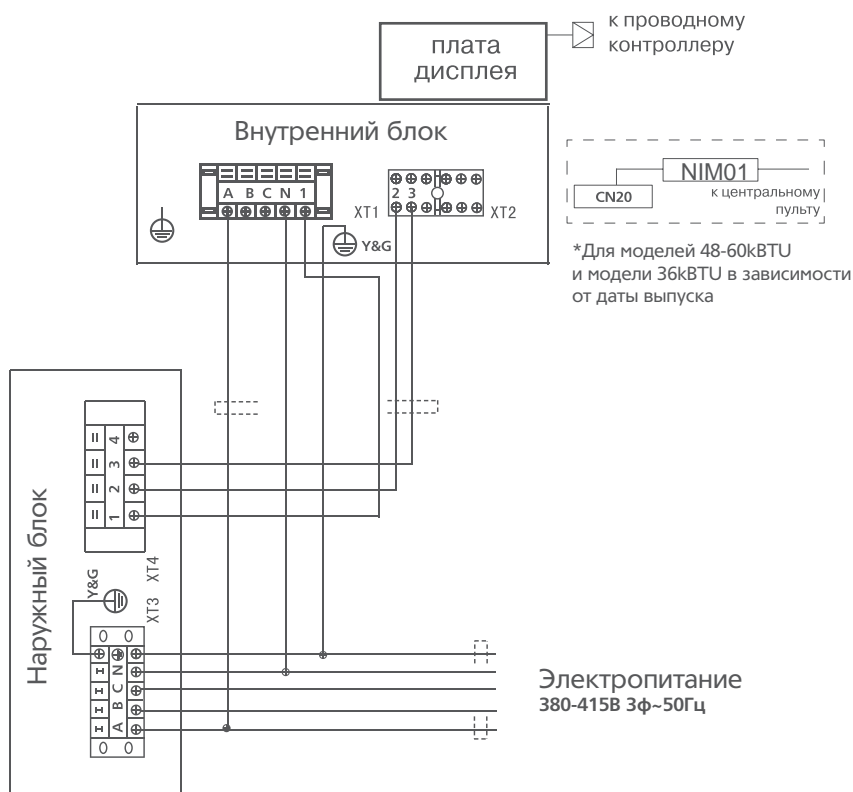 плата
дисплея
к проводному
контроллеру
Внутренний блок
A B C N 1
XT1
2 3
XT2
Y&G
NIM01
CN20
к центральному
пульту
*Для моделей 48-60kBTU
и модели 36kBTU в зависимости
от даты выпуска
Наружный блок
4
3
2
1
XT4
Y&G
XT3
N
C
B
A
Электропитание
380-415В 3ф~50Гц